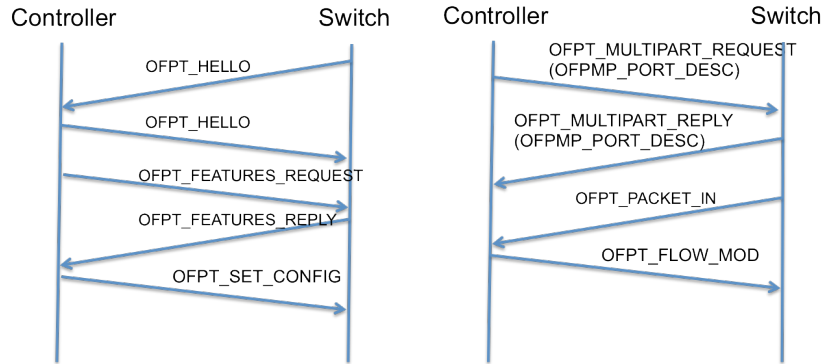 Controller
Switch
OFPT_HELLO
OFPT_HELLO
OFPT_FEATURES_REQUEST
OFPT_FEATURES_REPLY
OFPT_SET_CONFIG
Controller
Switch
OFPT_MULTIPART_REQUEST
(OFPMP_PORT_DESC)
OFPT_MULTIPART_REPLY
(OFPMP_PORT_DESC)
OFPT_PACKET_IN
OFPT_FLOW_MOD